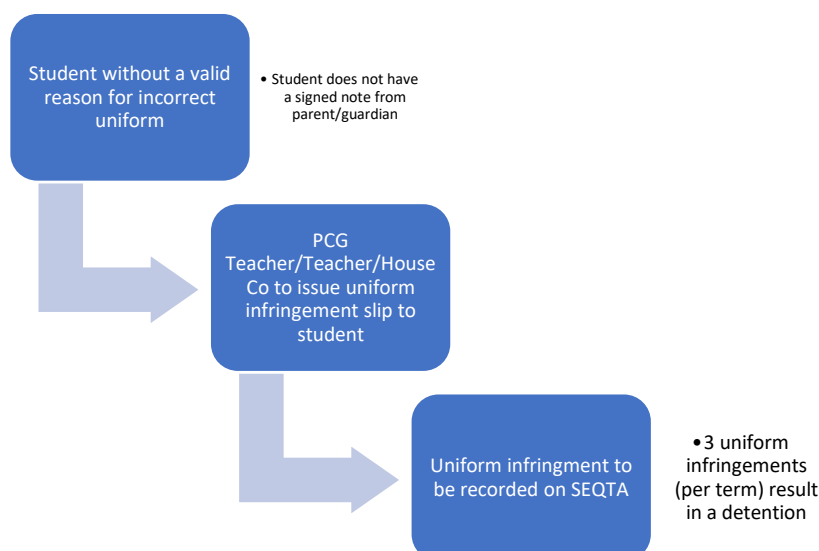 Student without a valid
reason for incorrect
uniform
• Student does not have
a signed note from
parent/guardian
PCG
Teacher/Teacher/House
Co to issue uniform
infringement slip to
student
Uniform infringment to
be recorded on SEQTA
•3 uniform
infringements
(per term) result
in a detention